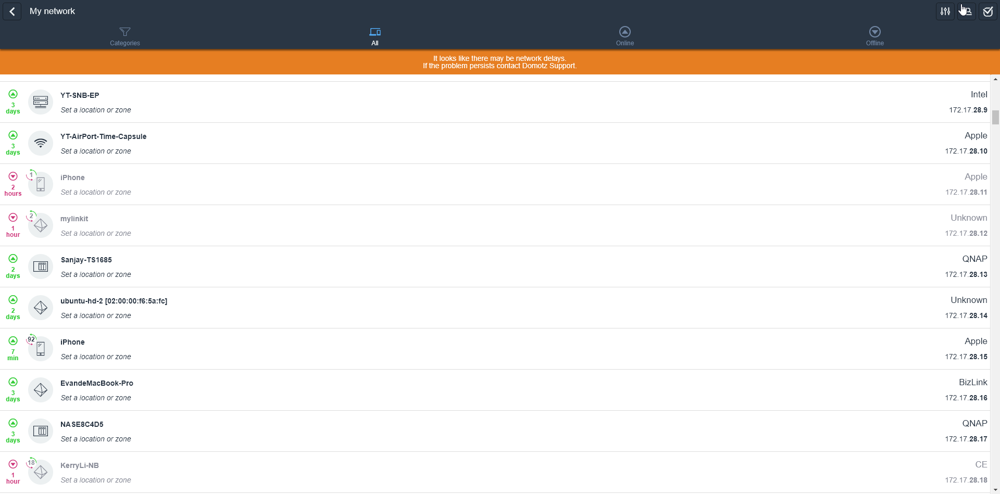 My network
Categories
All
Online
Offline
It looks like there may be network delays.
If the problem persists contact Domotz Support.
3
days
YT-SNB-EP
Set a location or zone
Intel
172.17.28.9
3
days
YT-AirPort-Time-Capsule
Set a location or zone
Apple
172.17.28.10
2
hours
1
iPhone
Set a location or zone
Apple
172.17.28.11
1
hour
2
mylinkit
Set a location or zone
Unknown
172.17.28.12
2
days
Sanjay-TS1685
Set a location or zone
QNAP
172.17.28.13
2
days
ubuntu-hd-2 [02:00:00:f6:5a:fc]
Set a location or zone
Unknown
172.17.28.14
7
min
92
iPhone
Set a location or zone
Apple
172.17.28.15
3
days
EvandeMacBook-Pro
Set a location or zone
BizLink
172.17.28.16
3
days
NASE8C4D5
Set a location or zone
QNAP
172.17.28.17
1
hour
18
KerryLi-NB
Set a location or zone
CE
172.17.28.18